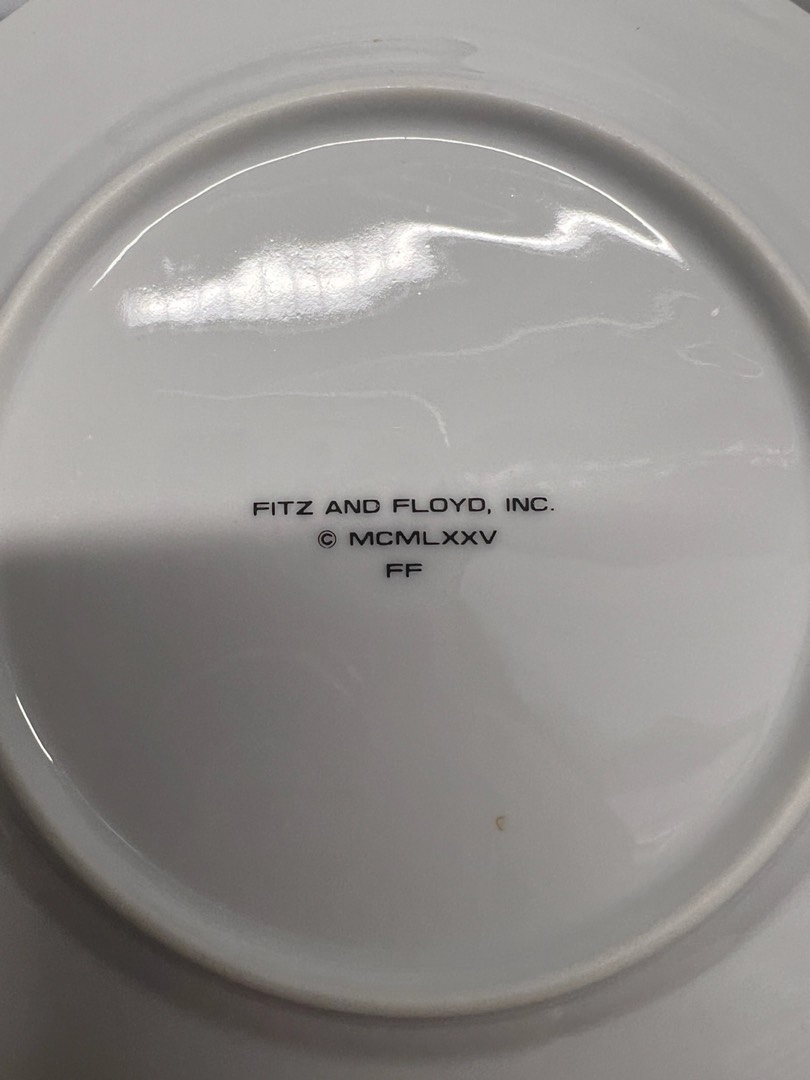 FITZ AND FLOYD, INC.
© MCMLXXV
FF